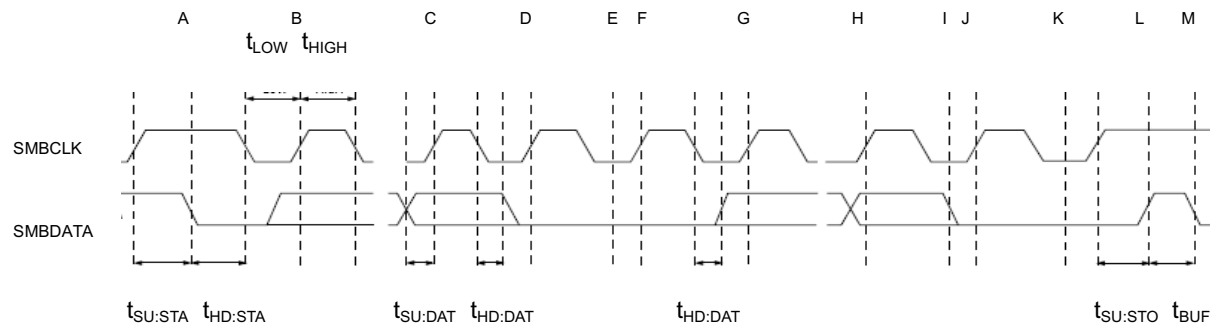 A B C D E F G H I J K L M
tLOW tHIGH
SMBCLK
SMBDATA
tSU:STA tHD:STA tSU:DAT tHD:DAT tHD:DAT tSU:STO tBUF